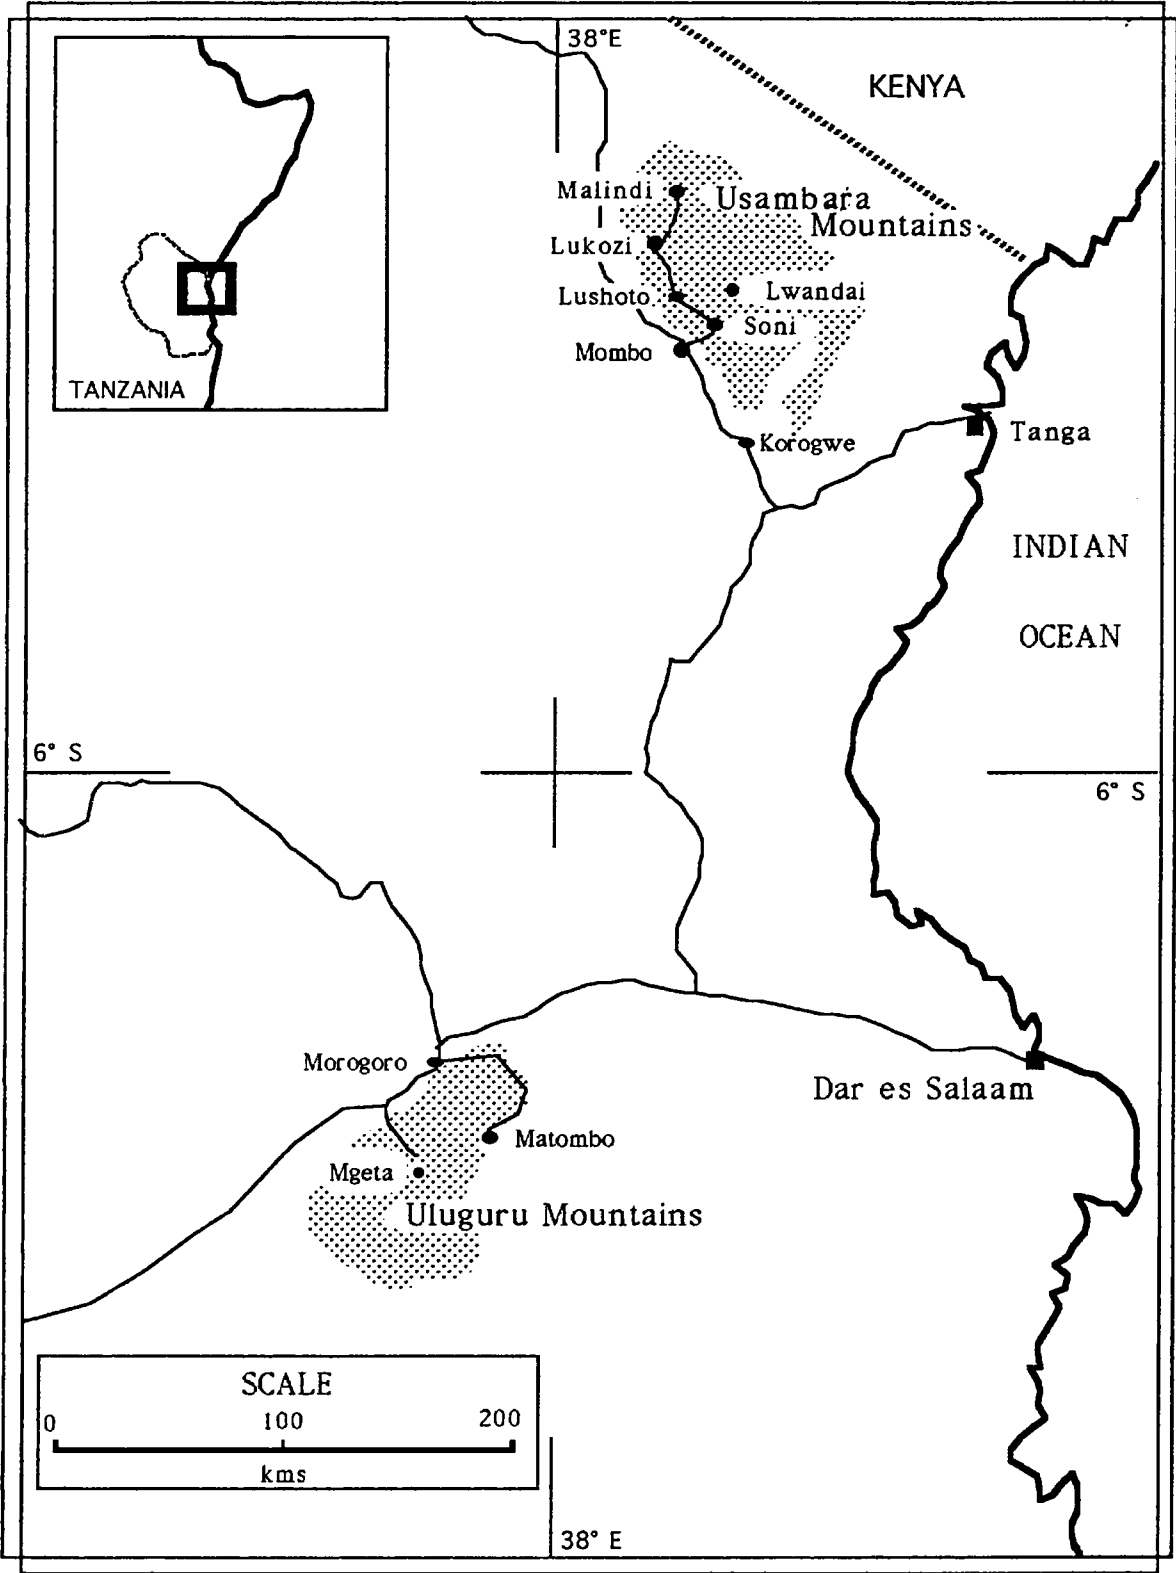 38°E
KENYA
Malindi
Usambara
Mountains
Lukozi
Lushoto
Lwandai
Soni
Mombo
TANZANIA
Korogwe
Tanga
INDIAN
OCEAN
6° S
6° S
Morogoro
Dar es Salaam
Matombo
Mgeta
Uluguru Mountains
SCALE
0 100 200
kms
38° E